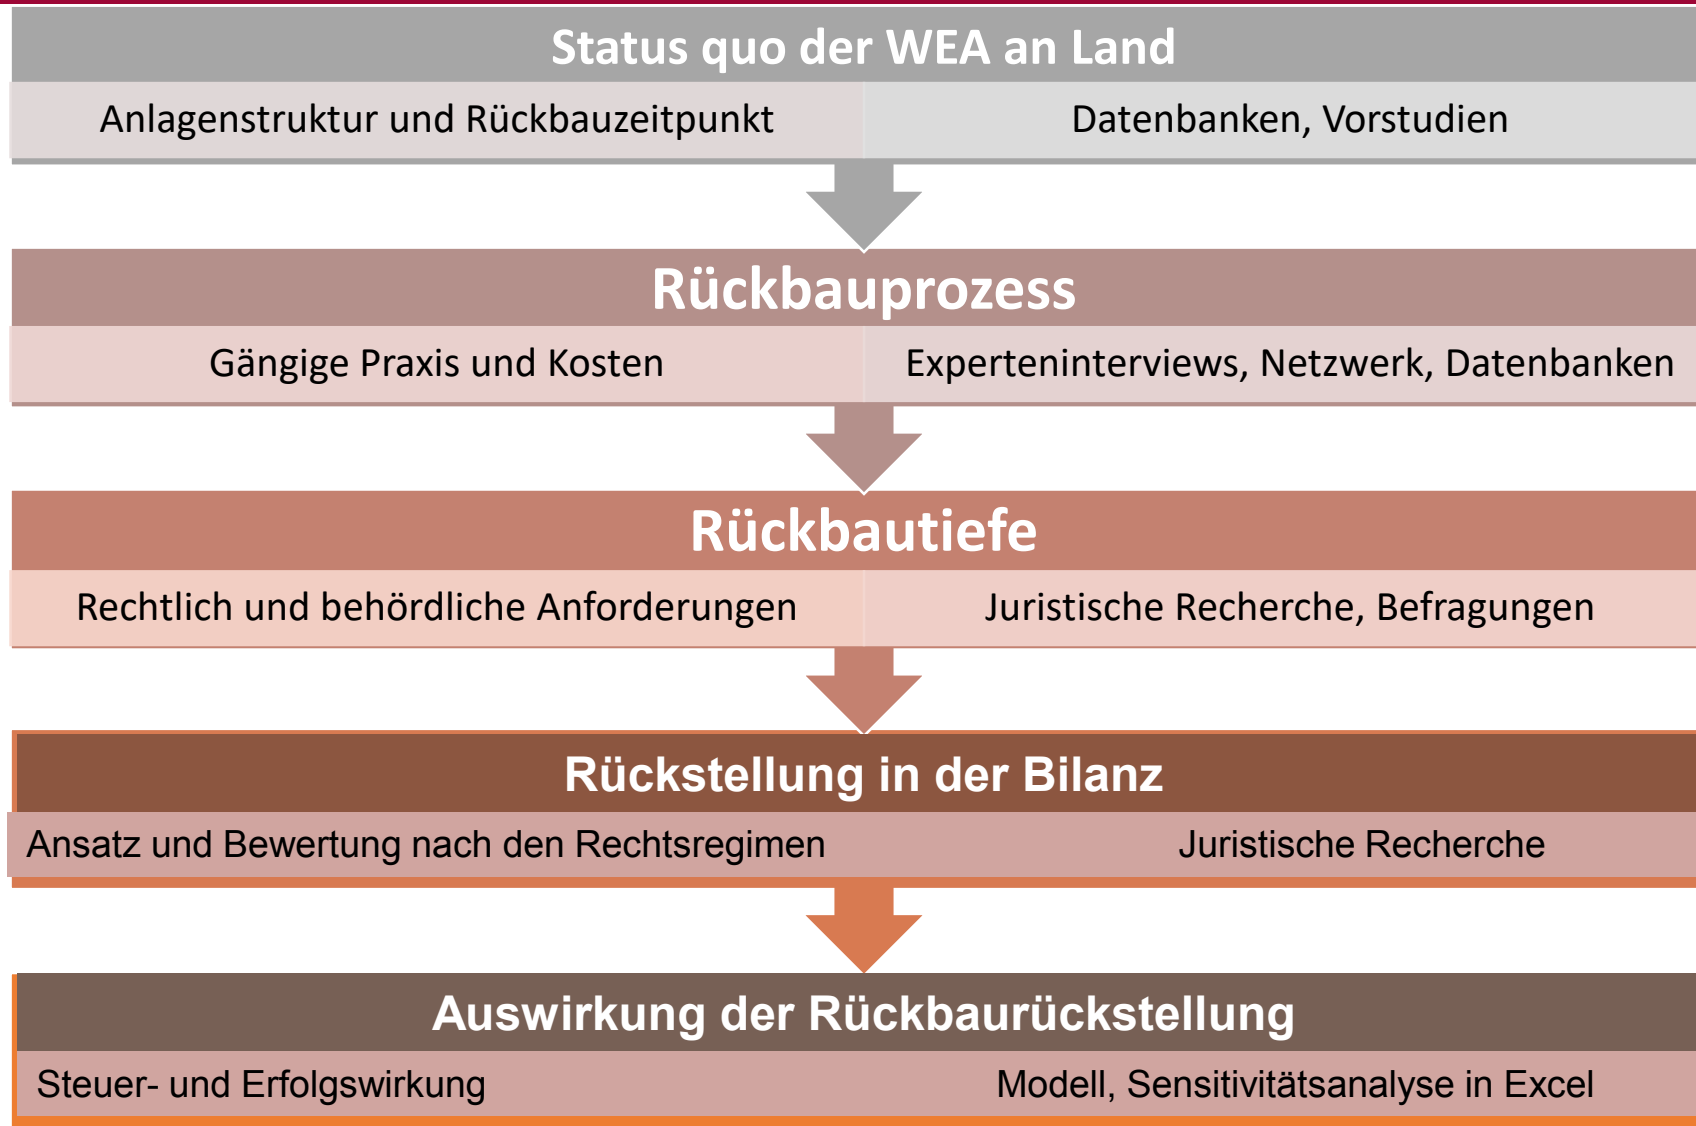 Status quo der WEA an Land
Anlagenstruktur und Rückbauzeitpunkt
Datenbanken, Vorstudien
Rückbauprozess
Gängige Praxis und Kosten
Experteninterviews, Netzwerk, Datenbanken
Rückbautiefe
Rechtlich und behördliche Anforderungen
Juristische Recherche, Befragungen
Rückstellung in der Bilanz
Ansatz und Bewertung nach den Rechtsregimen
Juristische Recherche
Auswirkung der Rückbaurückstellung
Steuer- und Erfolgswirkung
Modell, Sensitivitätsanalyse in Excel